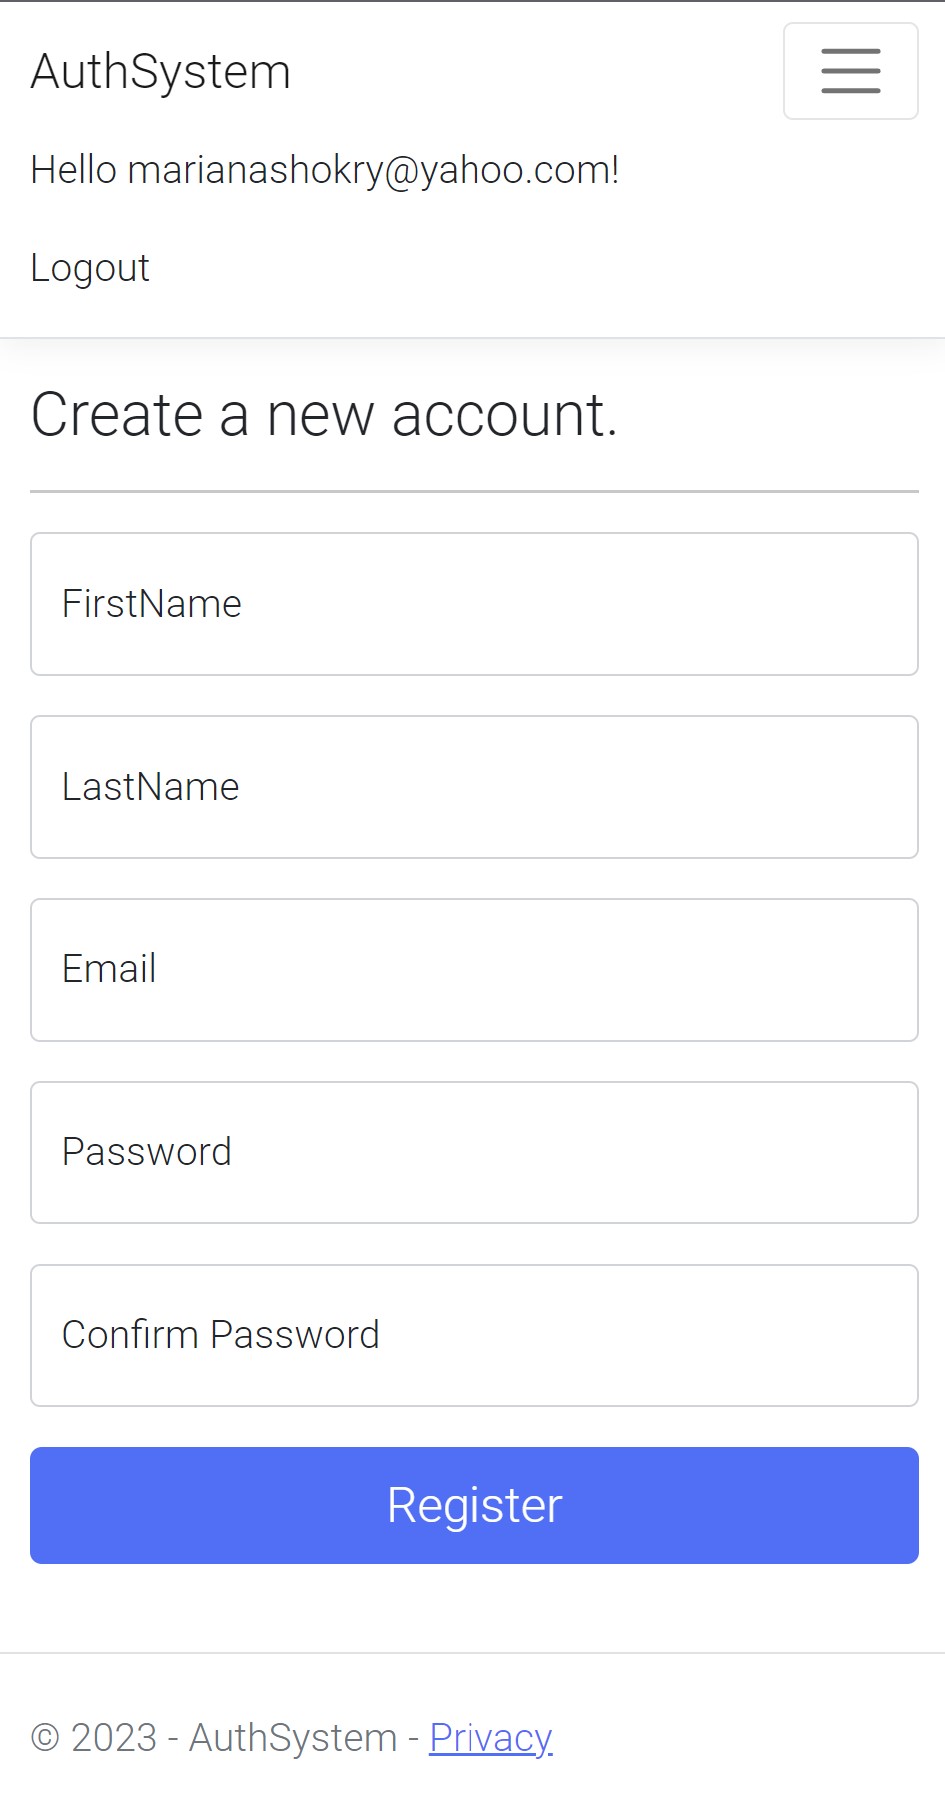 AuthSystem
Hello marianashokry@yahoo.com!
Logout
Create a new account.
FirstName
LastName
Email
Password
Confirm Password
Register
© 2023 - AuthSystem - Privacy